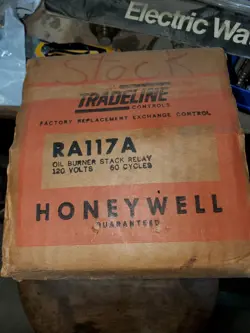 Electric Wa
Stock
TRADELINE
CONTROLS
FACTORY REPLACEMENT EXCHANGE CONTROL
RA117A
OIL BURNER STACK RELAY
120 VOLTS 60 CYCLES
HONEYWELL
GUARANTEED